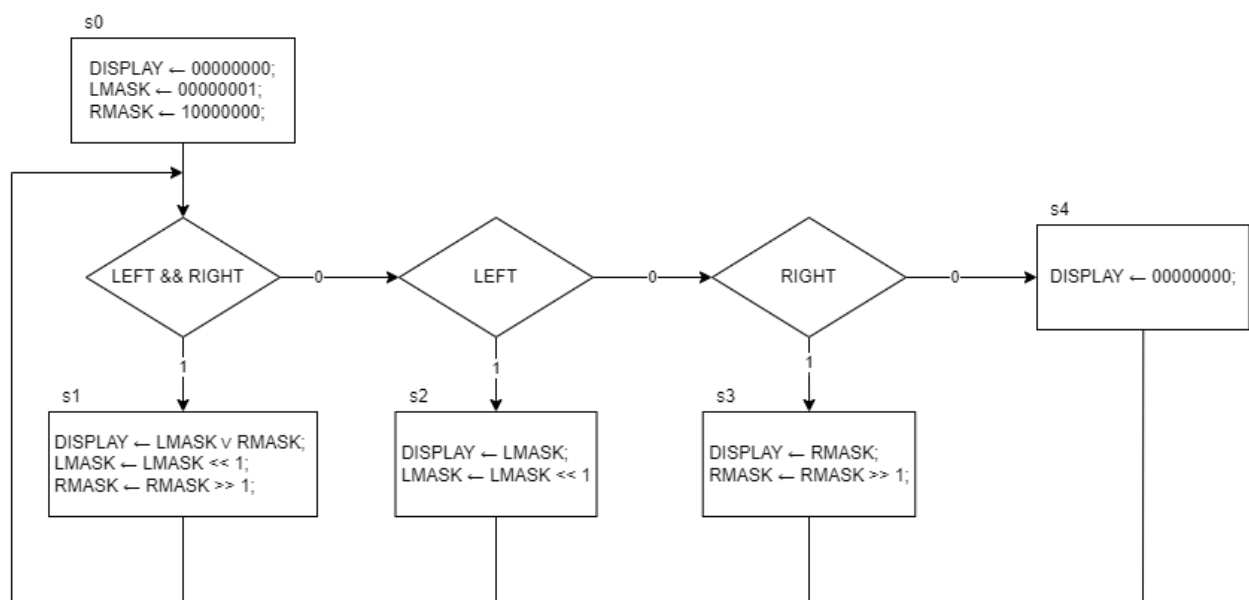 s0
DISPLAY ← 00000000;
LMASK ← 00000001;
RMASK ← 10000000;
LEFT && RIGHT
0
LEFT
0
RIGHT
0
s4
DISPLAY ← 00000000;
1
1
1
s1
DISPLAY ← LMASK ∨ RMASK;
LMASK ← LMASK << 1;
RMASK ← RMASK >> 1;
s2
DISPLAY ← LMASK;
LMASK ← LMASK << 1
s3
DISPLAY ← RMASK;
RMASK ← RMASK >> 1;